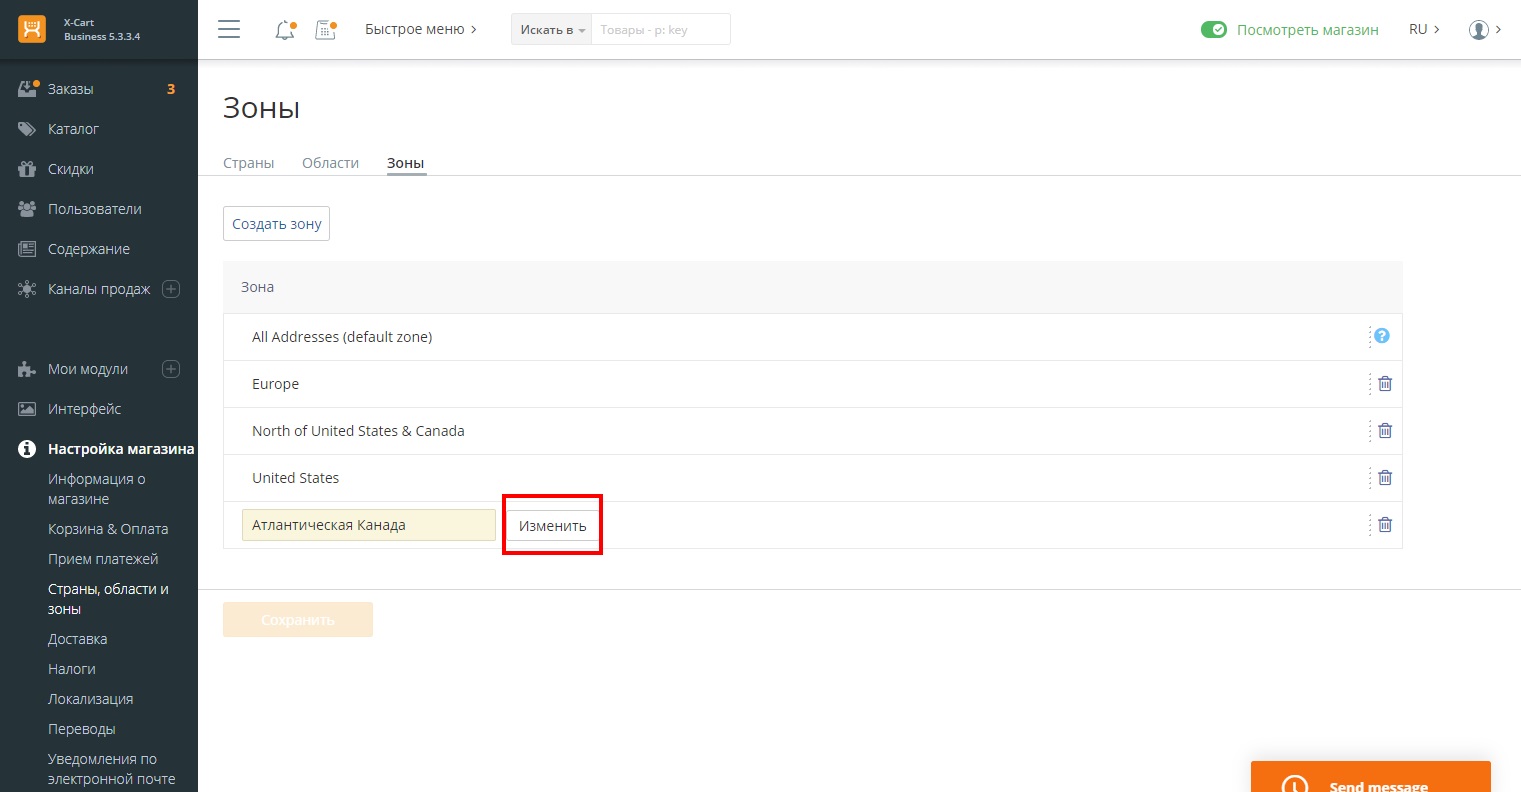 X-Cart
Business 5.3.3.4
Быстрое меню
Искать в
Товары - p: key
Посмотреть магазин
RU
Заказы
3
Каталог
Скидки
Пользователи
Содержание
Каналы продаж
Мои модули
Интерфейс
Настройка магазина
Информация о
магазине
Корзина & Оплата
Прием платежей
Страны, области и
зоны
Доставка
Налоги
Локализация
Переводы
Уведомления по
электронной почте
Зоны
Страны
Области
Зоны
Создать зону
Зона
All Addresses (default zone)
?
Europe
North of United States & Canada
United States
Атлантическая Канада
Изменить
Сохранить
Send message